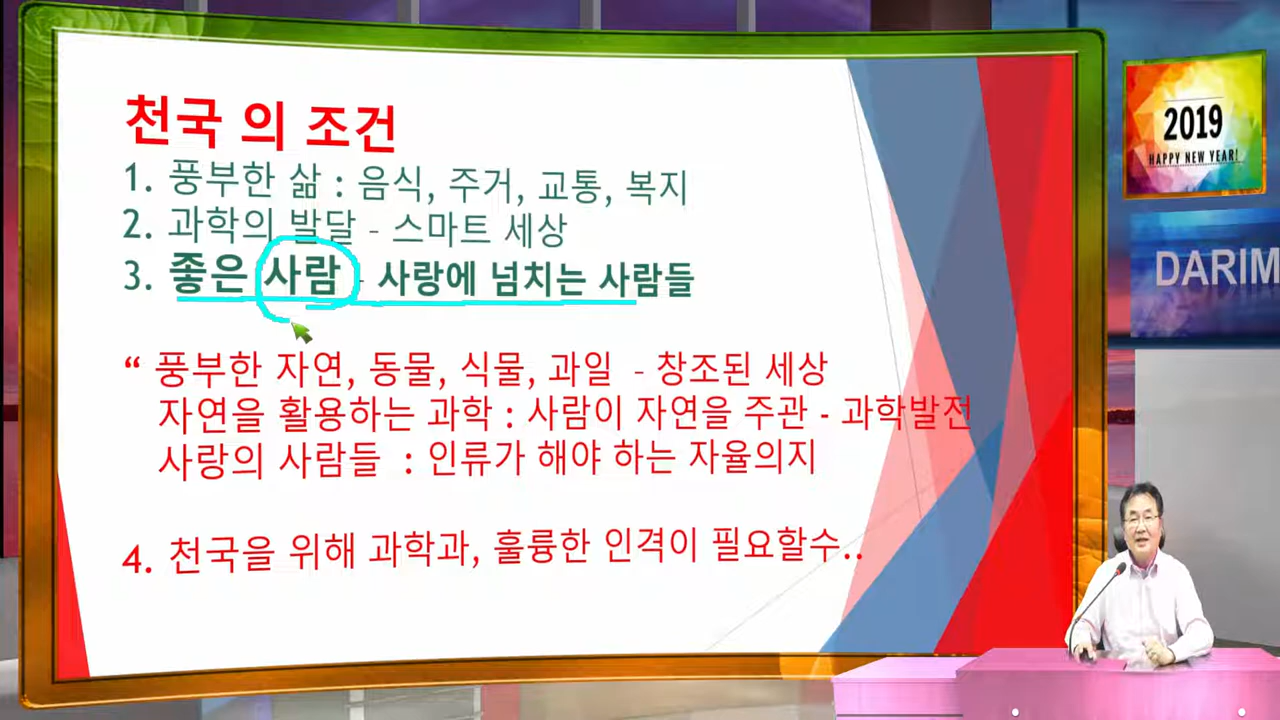 천국 의 조건
1. 풍부한 삶 : 음식, 주거, 교통, 복지
2. 과학의 발달 - 스마트 세상
3. 좋은 사람 - 사랑에 넘치는 사람들
“ 풍부한 자연, 동물, 식물, 과일 - 창조된 세상
자연을 활용하는 과학 : 사람이 자연을 주관 - 과학발전
사랑의 사람들 : 인류가 해야 하는 자율의지
4. 천국을 위해 과학과, 훌륭한 인격이 필요할수..
2019
HAPPY NEW YEAR!
DARIM